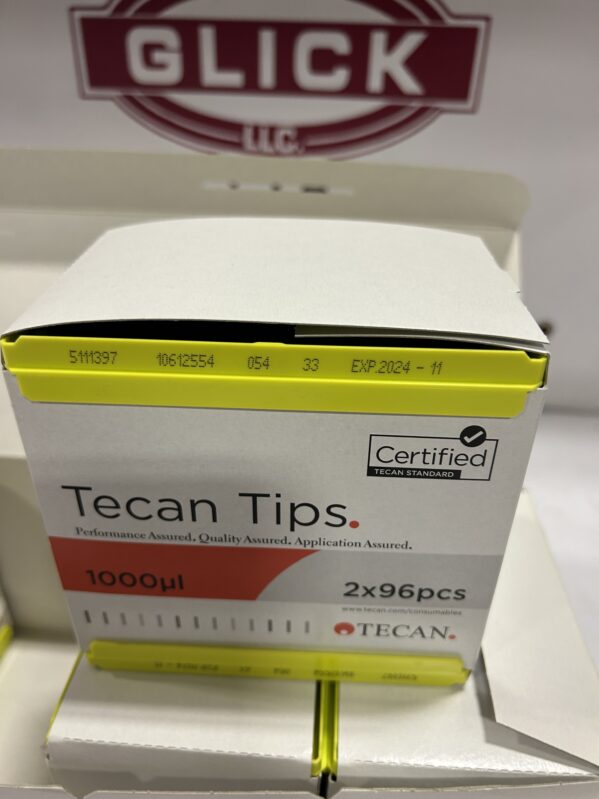 GLICK
LLC.
5111397 10612554 054 33 EXP.2024 - 11
Certified
TECAN STANDARD
Tecan Tips.
Performance Assured. Quality Assured. Application Assured.
1000µl
2x96pcs
www.tecan.com/consumables
TECAN.